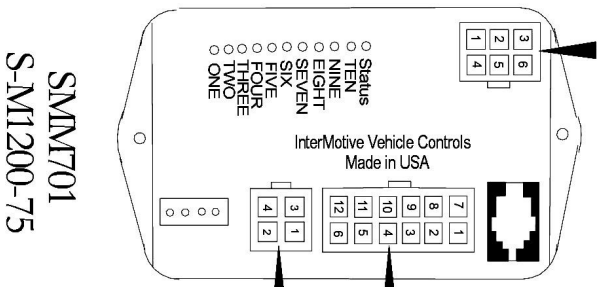 SMM701
S-M1200-75
Status
TEN
NINE
EIGHT
SEVEN
SIX
FIVE
FOUR
THREE
TWO
ONE
1 2 3
4 5 6
InterMotive Vehicle Controls
Made in USA
4 3
2 1
12 11 10 9 8 7
6 5 4 3 2 1